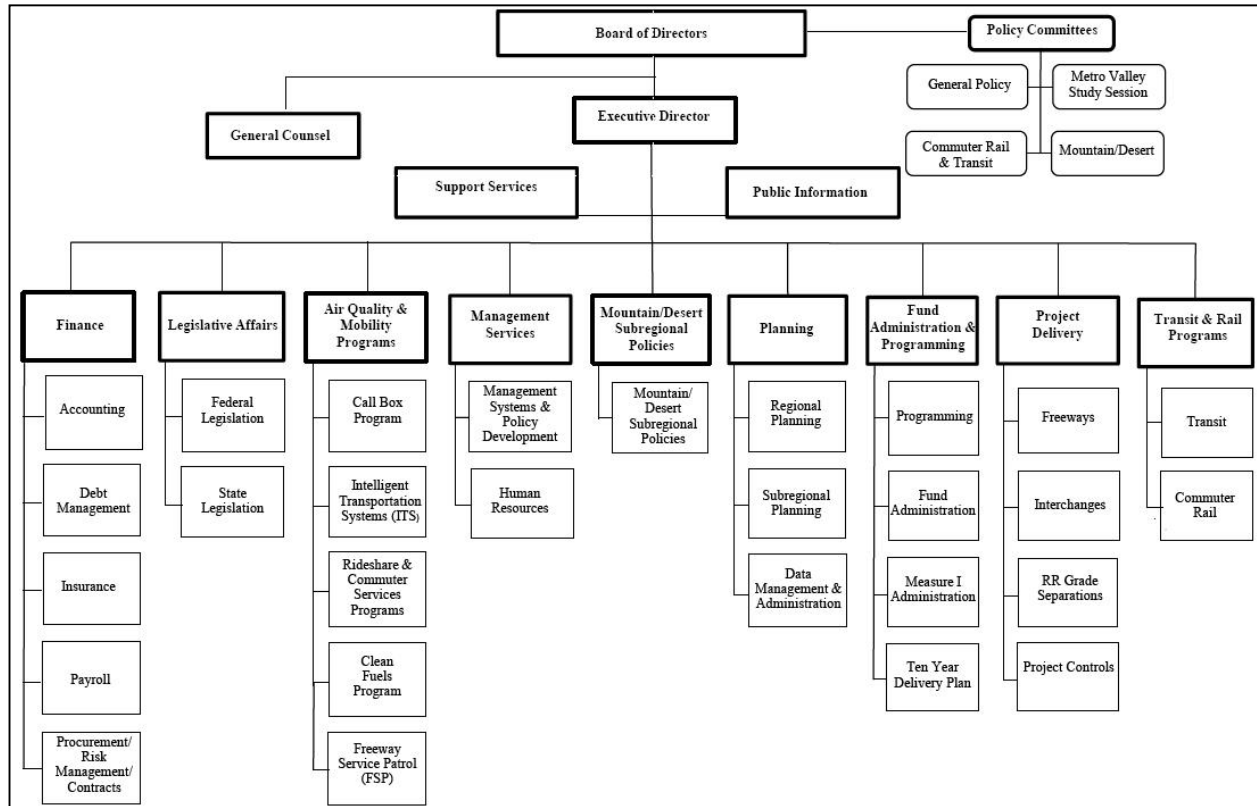 Board of Directors
Policy Committees
General Policy
Metro Valley
Study Session
Executive Director
General Counsel
Commuter Rail
& Transit
Mountain/Desert
Support Services
Public Information
Finance
Legislative Affairs
Air Quality &
Mobility
Programs
Management
Services
Mountain/Desert
Subregional
Policies
Planning
Fund
Administration &
Programming
Project
Delivery
Transit & Rail
Programs
Accounting
Debt
Management
Insurance
Payroll
Procurement/
Risk
Management/
Contracts
Federal
Legislation
State
Legislation
Call Box
Program
Intelligent
Transportation
Systems (ITS)
Rideshare &
Commuter
Services
Programs
Clean
Fuels
Program
Freeway
Service Patrol
(FSP)
Management
Systems &
Policy
Development
Human
Resources
Mountain/
Desert
Subregional
Policies
Regional
Planning
Subregional
Planning
Data
Management &
Administration
Programming
Fund
Administration
Measure I
Administration
Ten Year
Delivery Plan
Freeways
Interchanges
RR Grade
Separations
Project Controls
Transit
Commuter
Rail